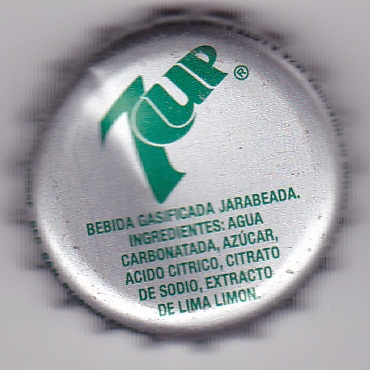 7up®
BEBIDA GASIFICADA JARABEADA.
INGREDIENTES: AGUA
CARBONATADA, AZÚCAR,
ACIDO CITRICO, CITRATO
DE SODIO, EXTRACTO
DE LIMA LIMON.